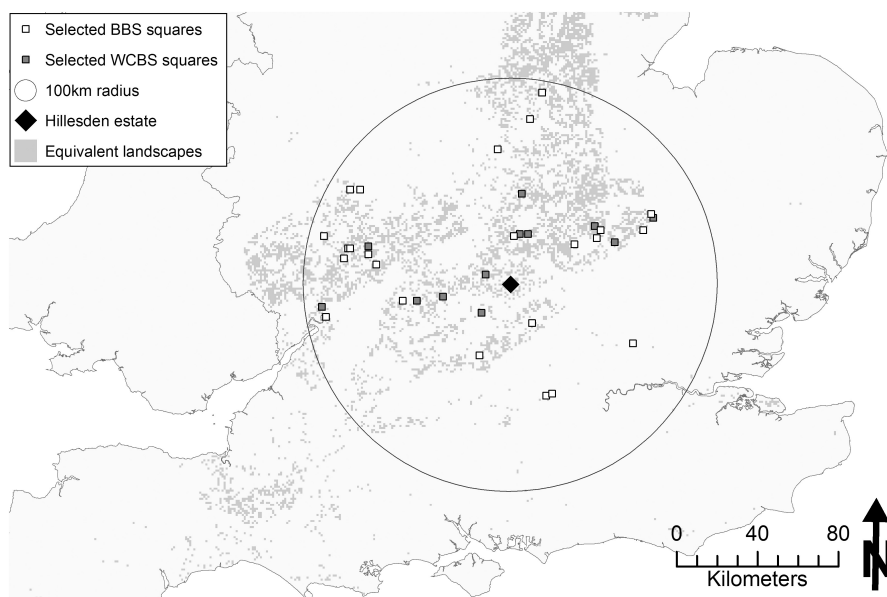 Selected BBS squares
Selected WCBS squares
100km radius
Hillesden estate
Equivalent landscapes
0 40 80
Kilometers
N